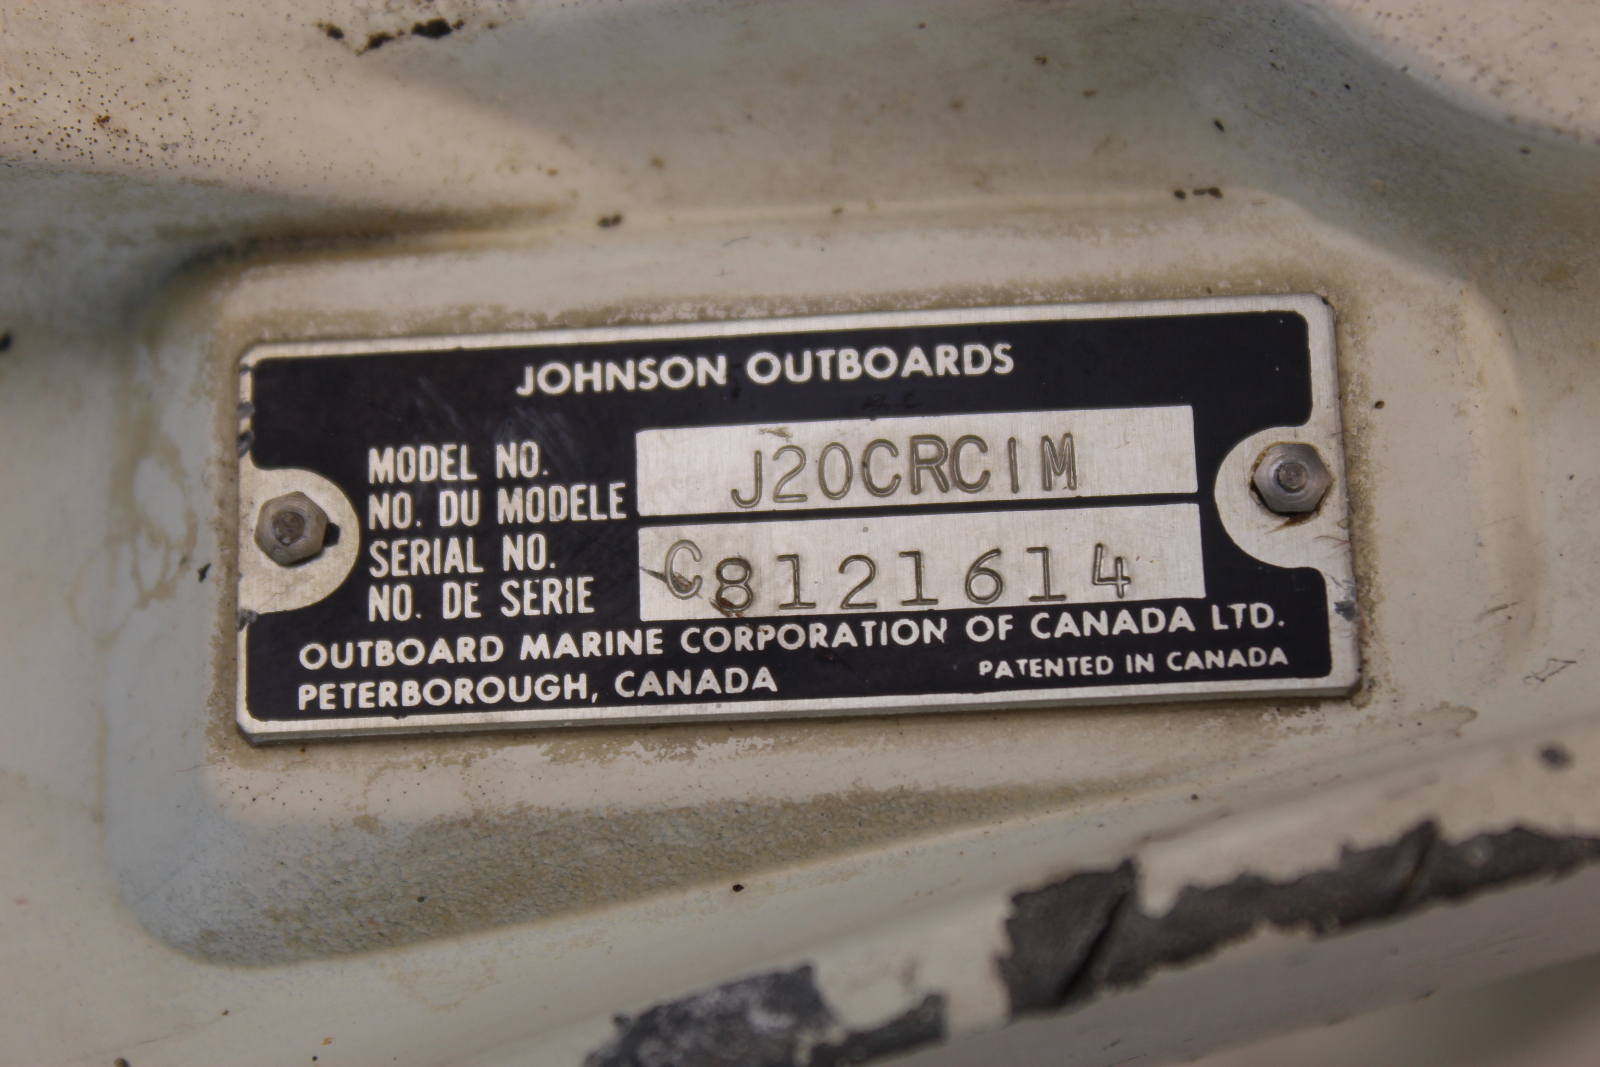 JOHNSON OUTBOARDS
MODEL NO.
NO. DU MODELE
J20CRCIM
SERIAL NO.
NO. DE SERIE
C8121614
OUTBOARD MARINE CORPORATION OF CANADA LTD.
PETERBOROUGH, CANADA
PATENTED IN CANADA